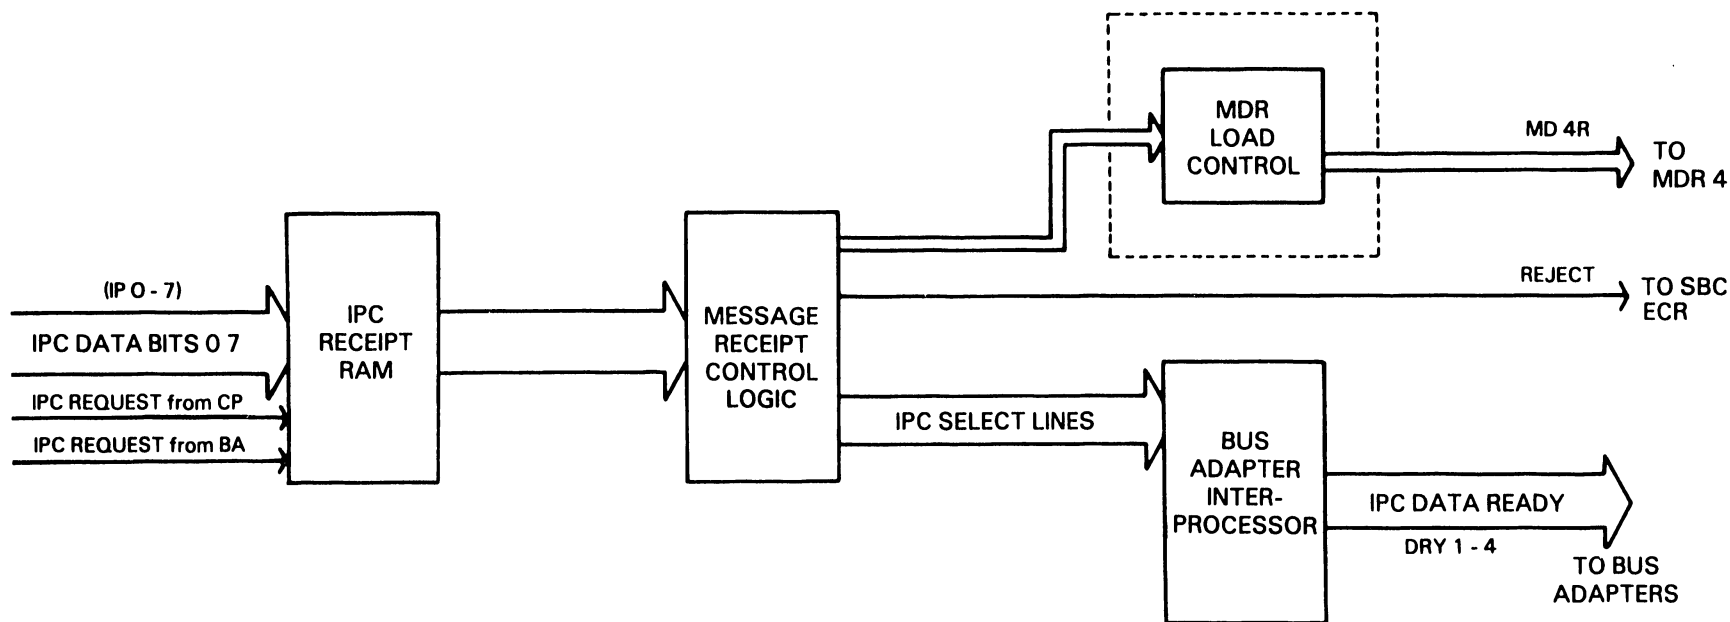 MDR
LOAD
CONTROL
MD 4R
TO
MDR 4
(IP O - 7)
IPC DATA BITS 0 7
IPC REQUEST from CP
IPC REQUEST from BA
IPC
RECEIPT
RAM
MESSAGE
RECEIPT
CONTROL
LOGIC
REJECT
TO SBC
ECR
IPC SELECT LINES
BUS
ADAPTER
INTER-
PROCESSOR
IPC DATA READY
DRY 1 - 4
TO BUS
ADAPTERS